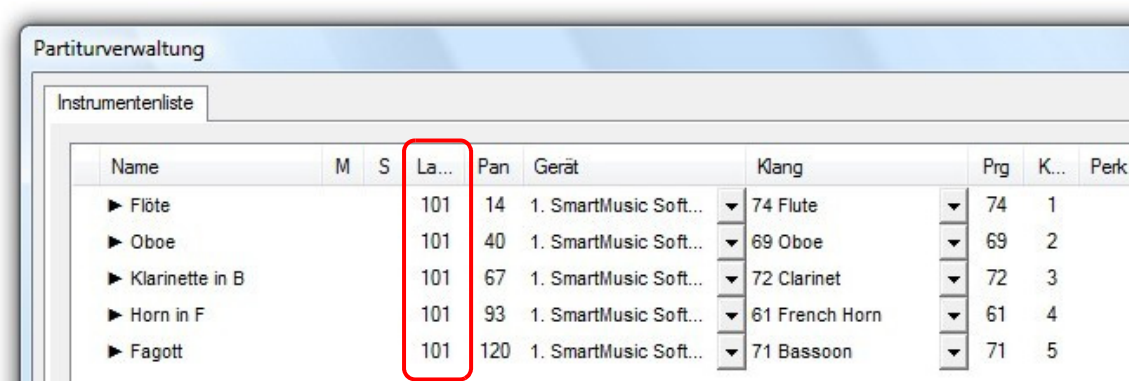 Partiturverwaltung
Instrumentenliste
Name M S La... Pan Gerät Klang Prg K... Perk
Flöte 101 14 1. SmartMusic Soft... 74 Flute 74 1
Oboe 101 40 1. SmartMusic Soft... 69 Oboe 69 2
Klarinette in B 101 67 1. SmartMusic Soft... 72 Clarinet 72 3
Horn in F 101 93 1. SmartMusic Soft... 61 French Horn 61 4
Fagott 101 120 1. SmartMusic Soft... 71 Bassoon 71 5